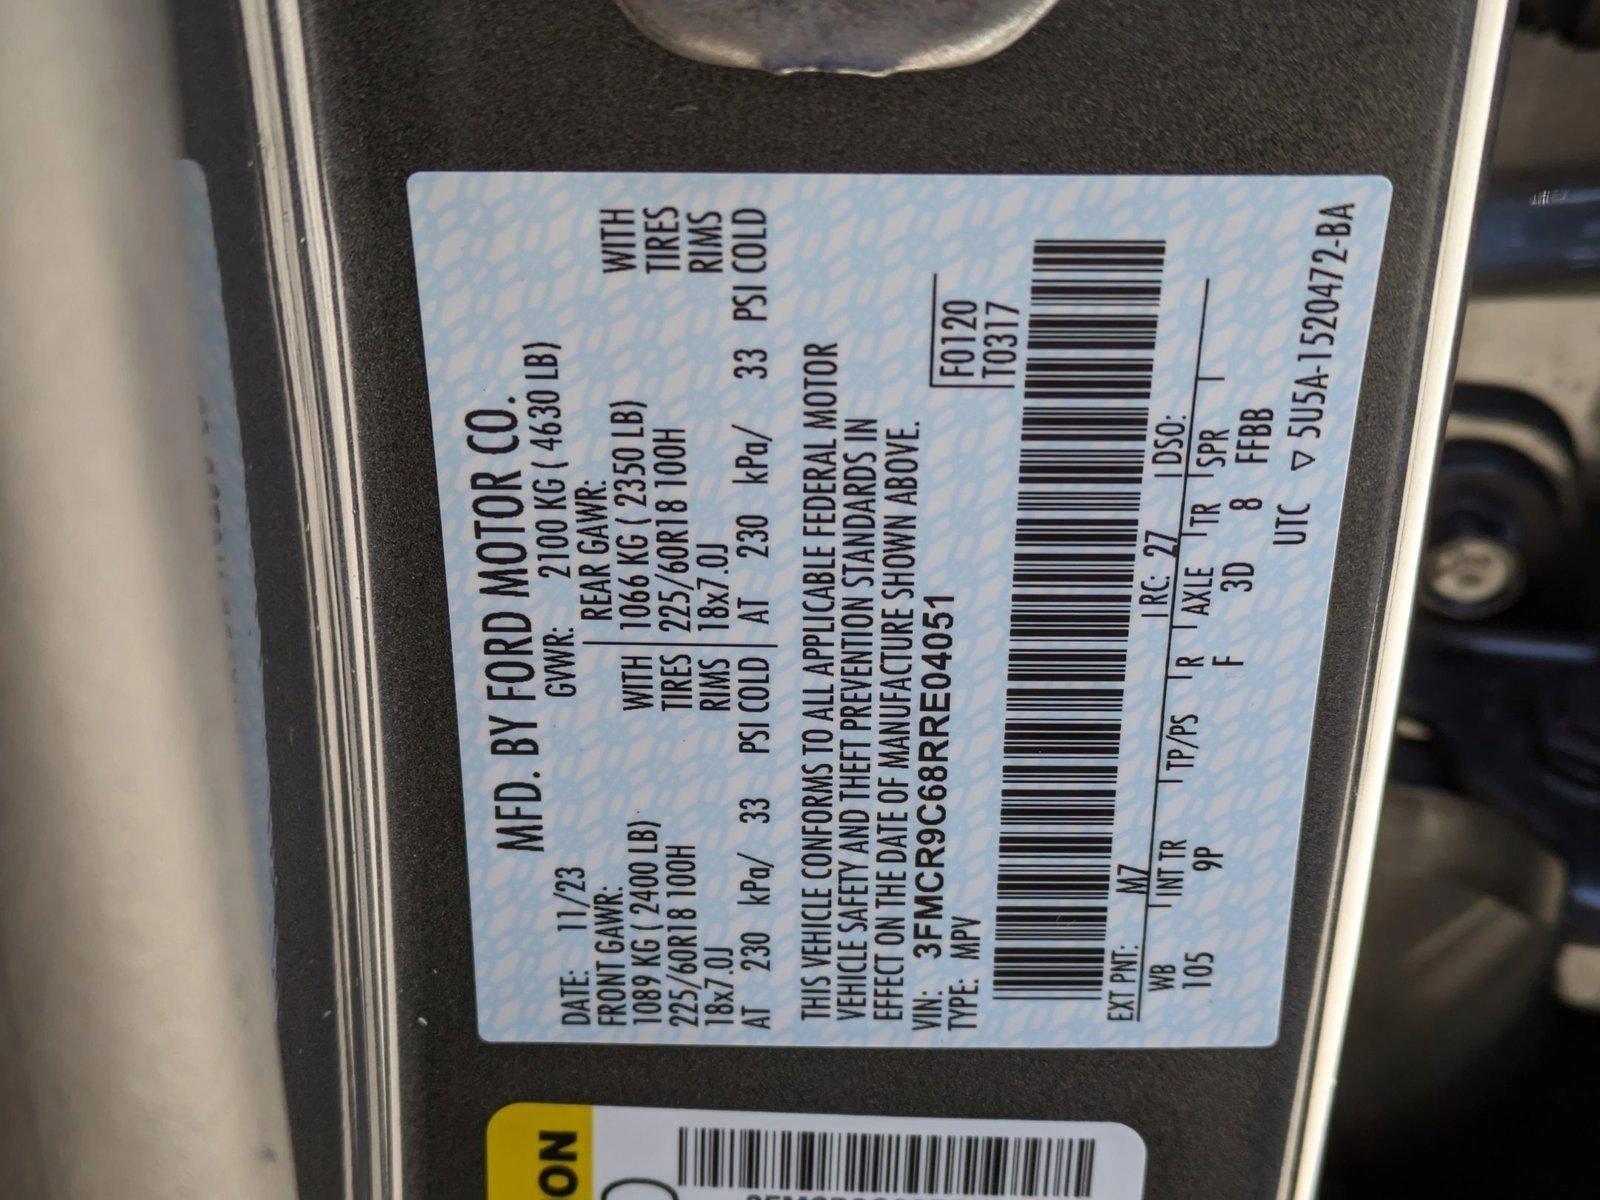 MFD. BY FORD MOTOR CO.
DATE: 11/23 GVWR: 2100 KG ( 4630 LB)
FRONT GAWR: REAR GAWR:
1089 KG ( 2400 LB) WITH 1066 KG ( 2350 LB) WITH
225/60R18 100H TIRES 225/60R18 100H TIRES
18x7.0J RIMS 18x7.0J RIMS
AT 230 kPa/ 33 PSI COLD AT 230 kPa/ 33 PSI COLD
THIS VEHICLE CONFORMS TO ALL APPLICABLE FEDERAL MOTOR
VEHICLE SAFETY AND THEFT PREVENTION STANDARDS IN
EFFECT ON THE DATE OF MANUFACTURE SHOWN ABOVE.
VIN: 3FMCR9C68RRE04051 F0120
TYPE: MPV T0317
EXT PNT: MZ RC: 27 DSO:
WB INT TR TP/PS R AXLE TR SPR
105 9P F 3D 8 FFBB
UTC ▽ 5U5A-1520472-BA
ON